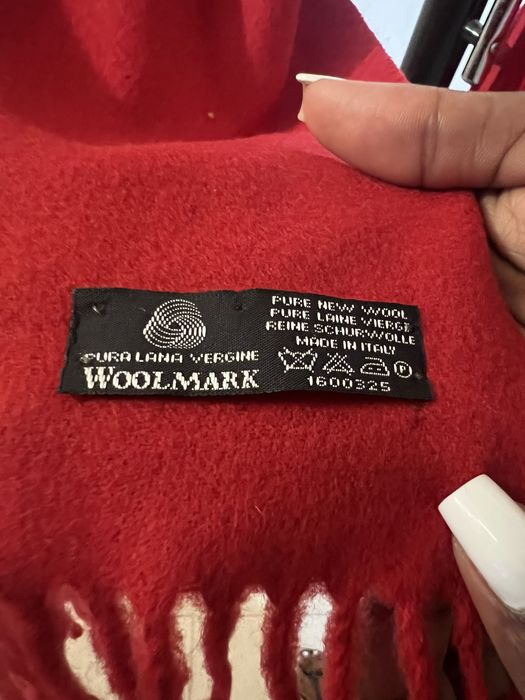 PURA LANA VERGINE
WOOLMARK
PURE NEW WOOL
PURE LAINE VIERGE
REINE SCHURWOLLE
MADE IN ITALY
P
1600325